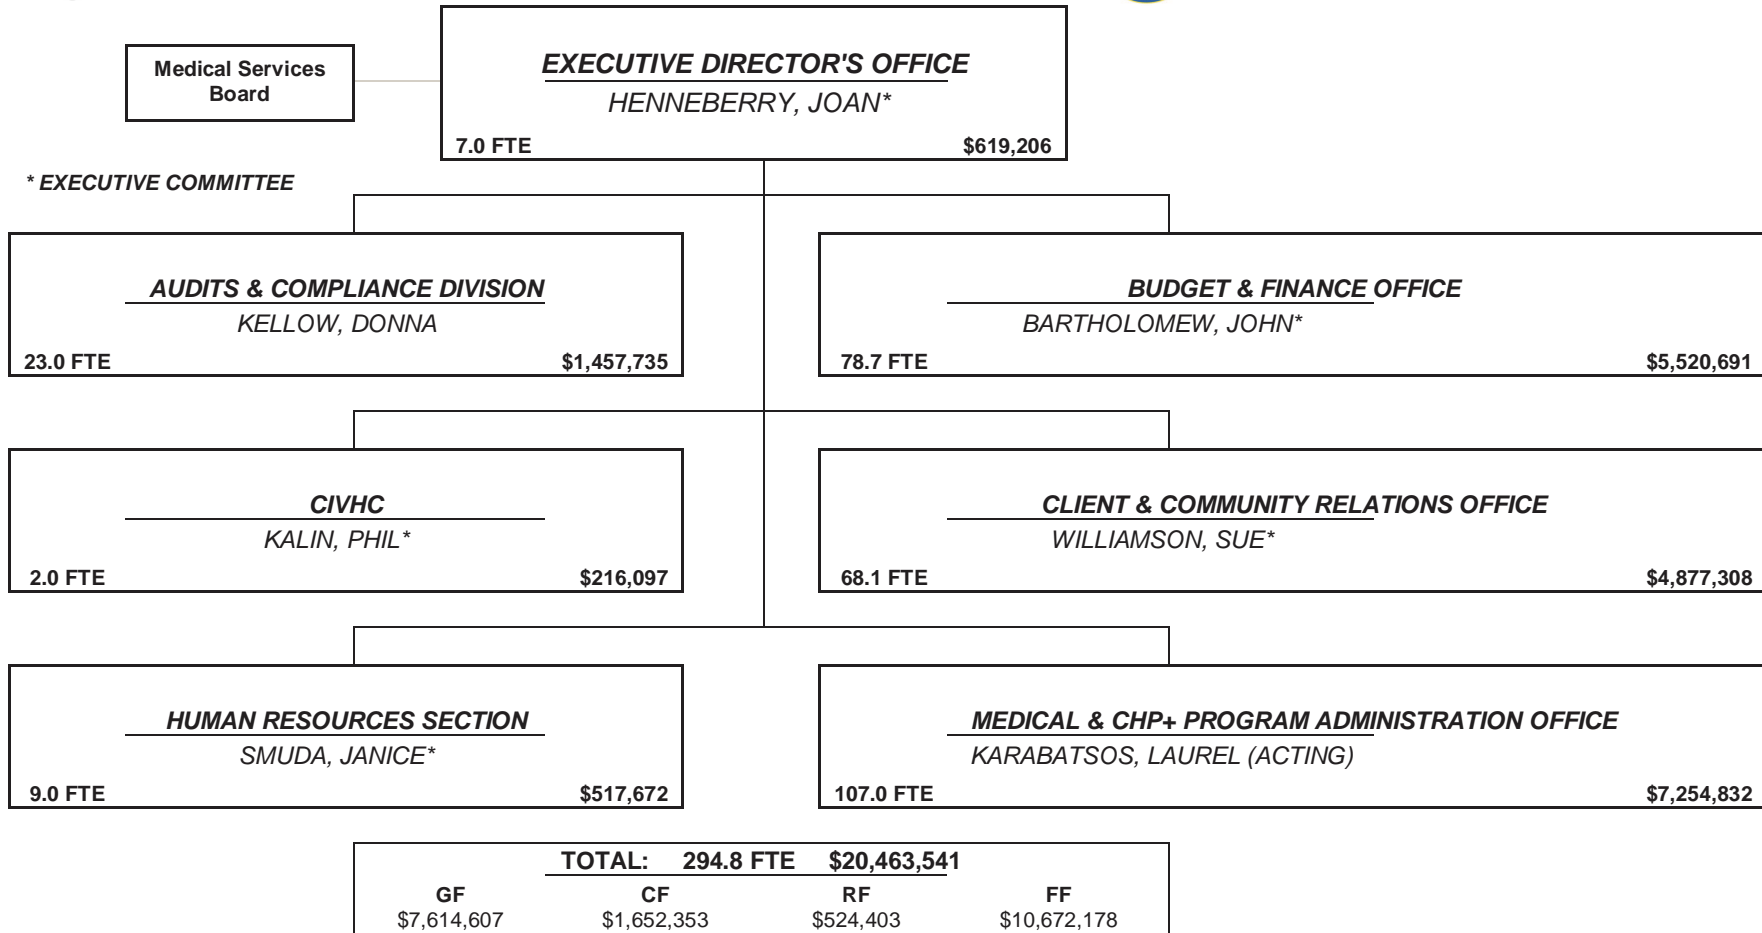 Medical Services
Board
EXECUTIVE DIRECTOR'S OFFICE
HENNEBERRY, JOAN*
7.0 FTE $619,206
* EXECUTIVE COMMITTEE
AUDITS & COMPLIANCE DIVISION
KELLOW, DONNA
23.0 FTE $1,457,735
BUDGET & FINANCE OFFICE
BARTHOLOMEW, JOHN*
78.7 FTE $5,520,691
CIVHC
KALIN, PHIL*
2.0 FTE $216,097
CLIENT & COMMUNITY RELATIONS OFFICE
WILLIAMSON, SUE*
68.1 FTE $4,877,308
HUMAN RESOURCES SECTION
SMUDA, JANICE*
9.0 FTE $517,672
MEDICAL & CHP+ PROGRAM ADMINISTRATION OFFICE
KARABATSOS, LAUREL (ACTING)
107.0 FTE $7,254,832
TOTAL: 294.8 FTE $20,463,541
GF CF RF FF
$7,614,607 $1,652,353 $524,403 $10,672,178